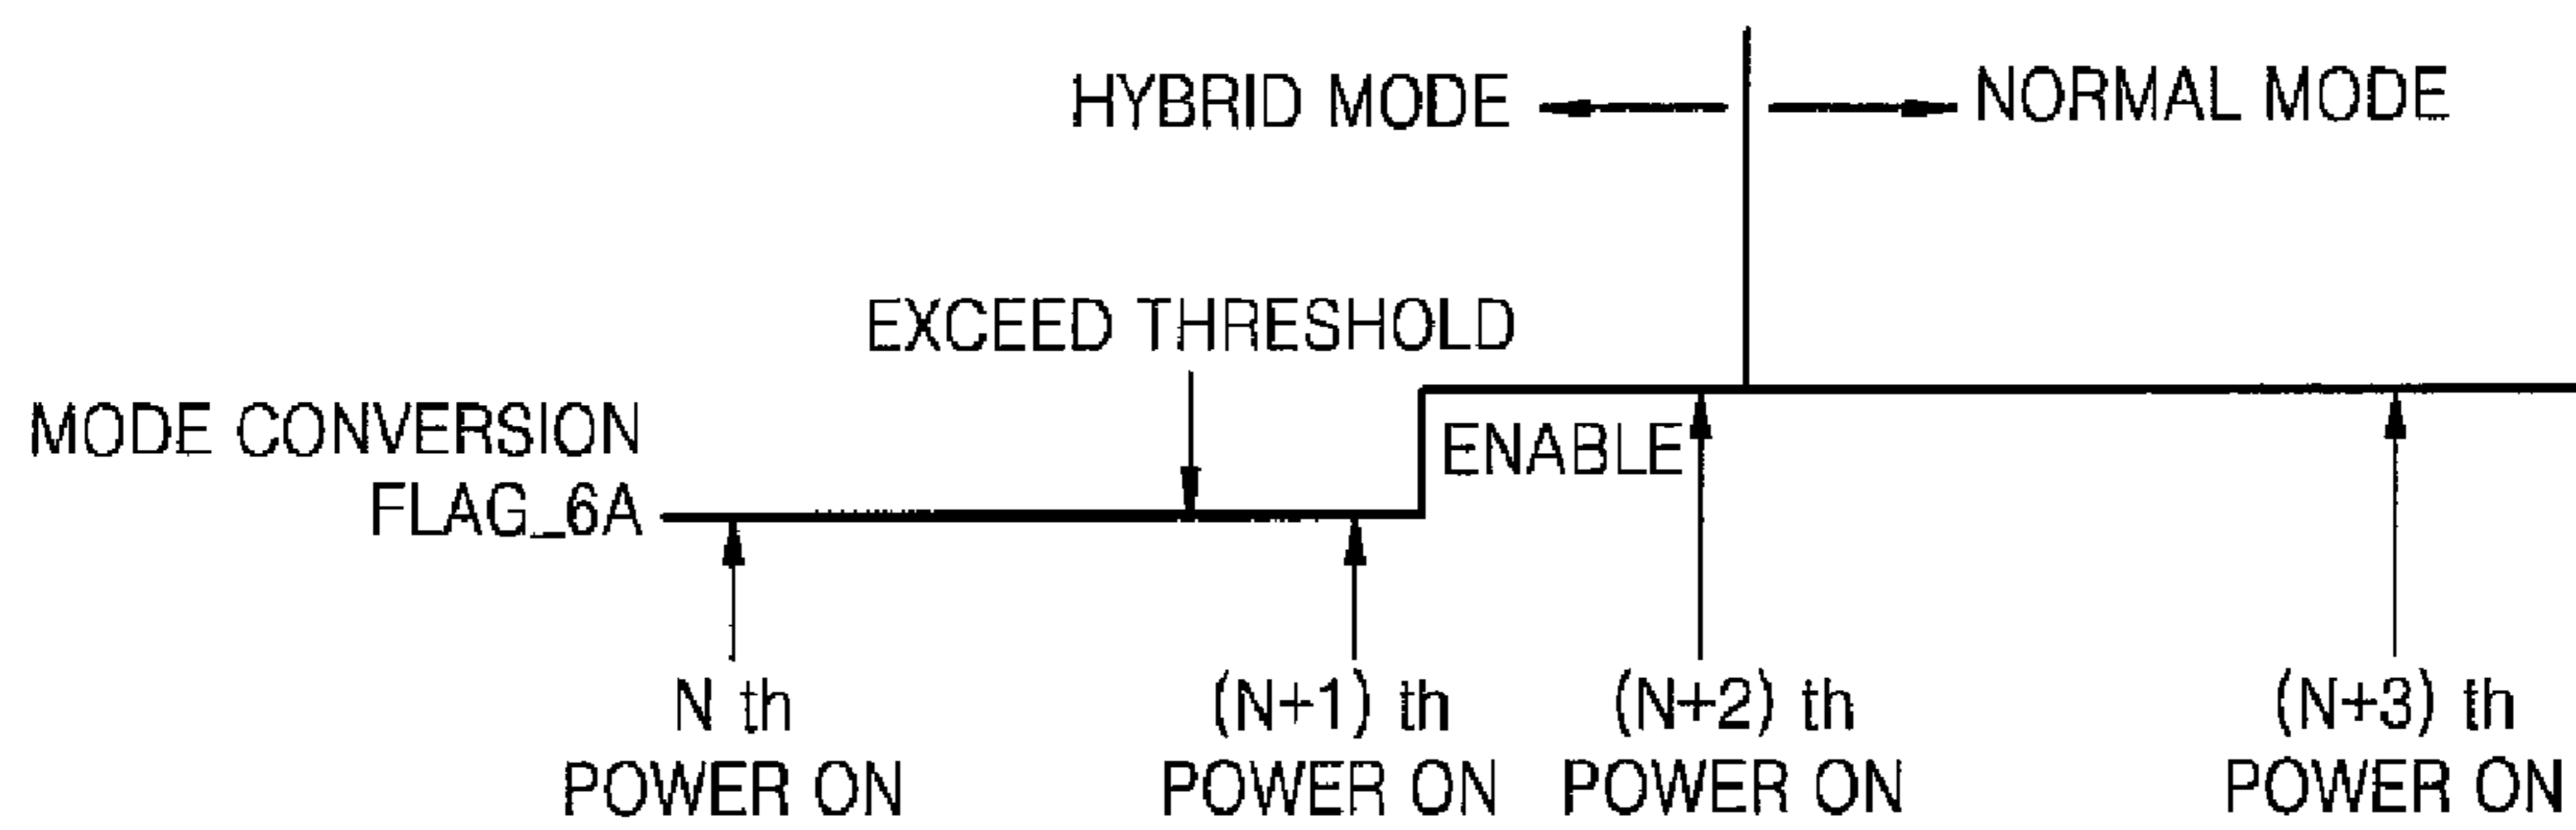 HYBRID MODE
NORMAL MODE
EXCEED THRESHOLD
MODE CONVERSION
FLAG_6A
ENABLE
N th
POWER ON
(N+1) th
POWER ON
(N+2) th
POWER ON
(N+3) th
POWER ON